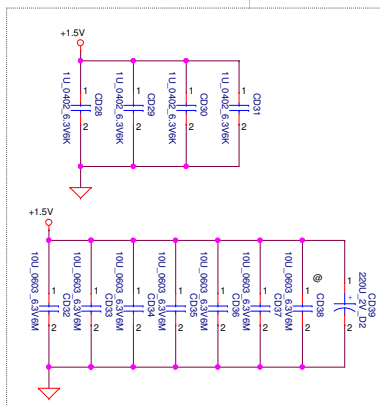 +1.5V
1U_0402_6.3V6K
1
CD28
2
1U_0402_6.3V6K
1
CD29
2
1U_0402_6.3V6K
1
CD30
2
1U_0402_6.3V6K
1
CD31
2
+1.5V
10U_0603_6.3V6M
1
CD32
2
10U_0603_6.3V6M
1
CD33
2
10U_0603_6.3V6M
1
CD34
2
10U_0603_6.3V6M
1
CD35
2
10U_0603_6.3V6M
1
CD36
2
10U_0603_6.3V6M
1
CD37
2
10U_0603_6.3V6M
@
1
CD38
2
1
+
CD39
220U_2V_D2
2